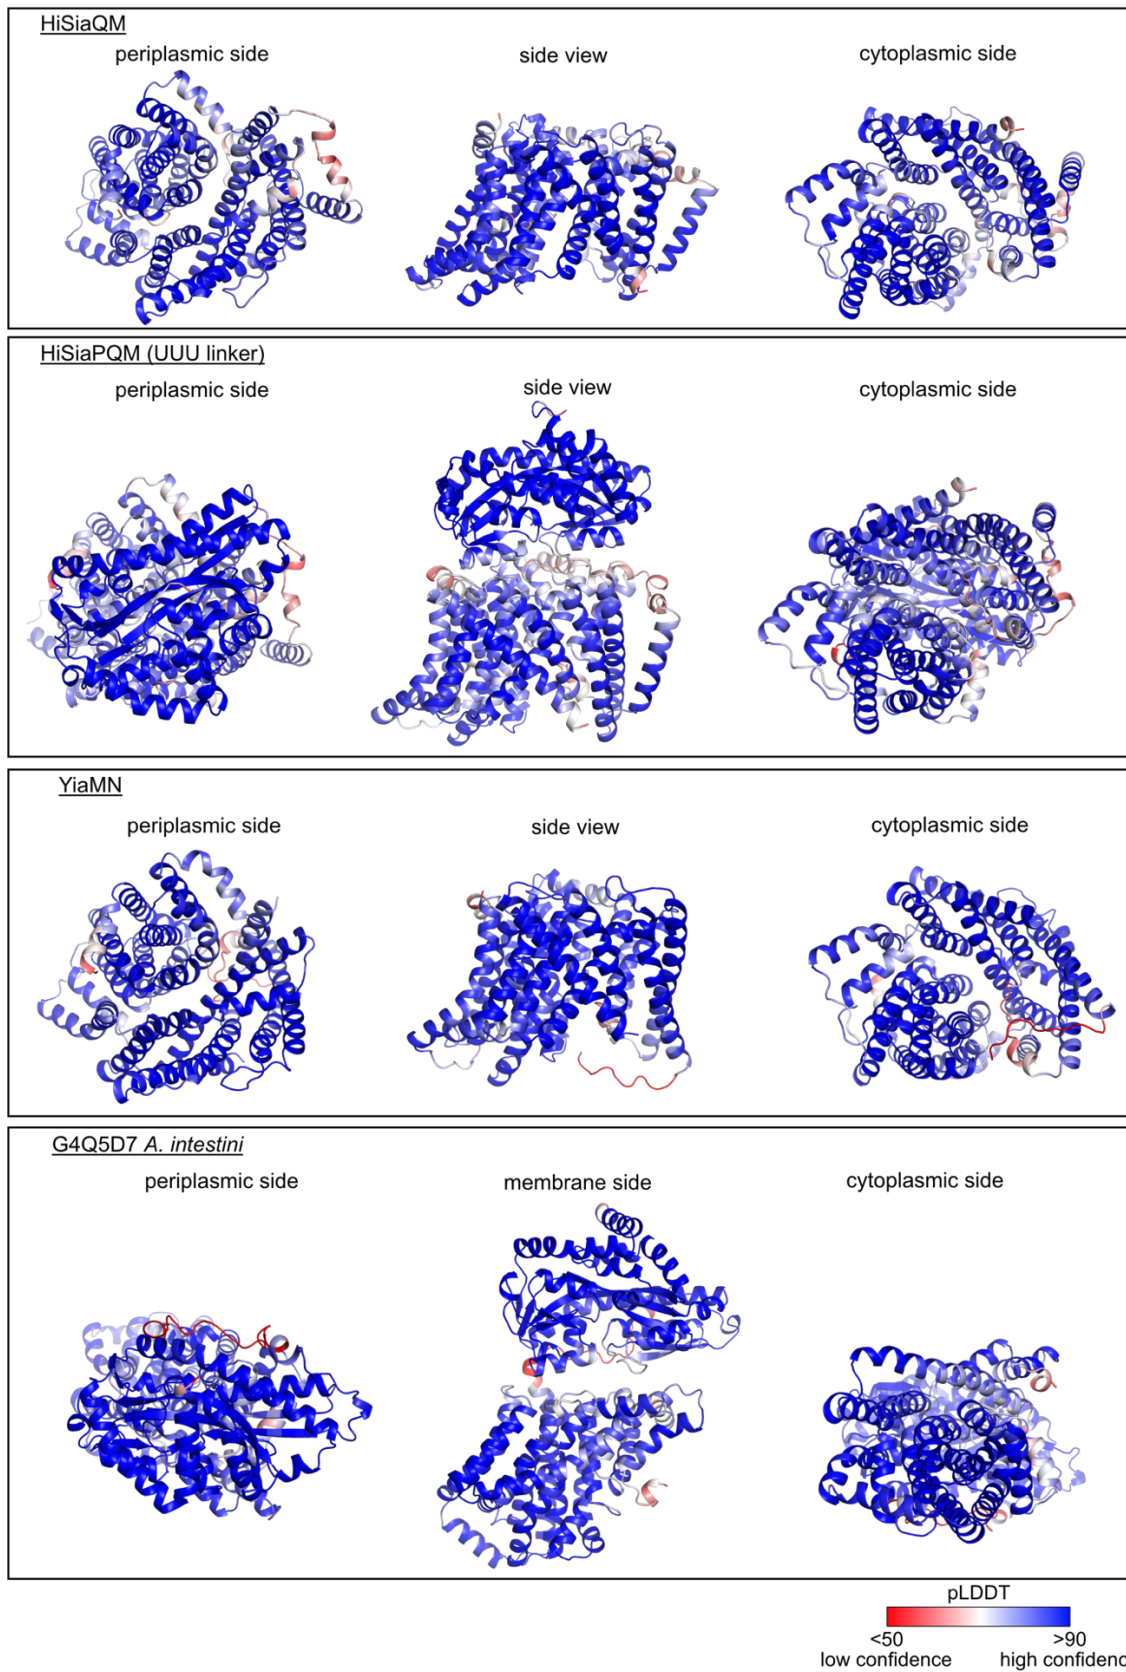 HiSiaQM
periplasmic side
side view
cytoplasmic side
HiSiaPQM (UUU linker)
periplasmic side
side view
cytoplasmic side
YiaMN
periplasmic side
side view
cytoplasmic side
G4Q5D7 A. intestini
periplasmic side
membrane side
cytoplasmic side
pLDDT
<50
>90
low confidence
high confidenc